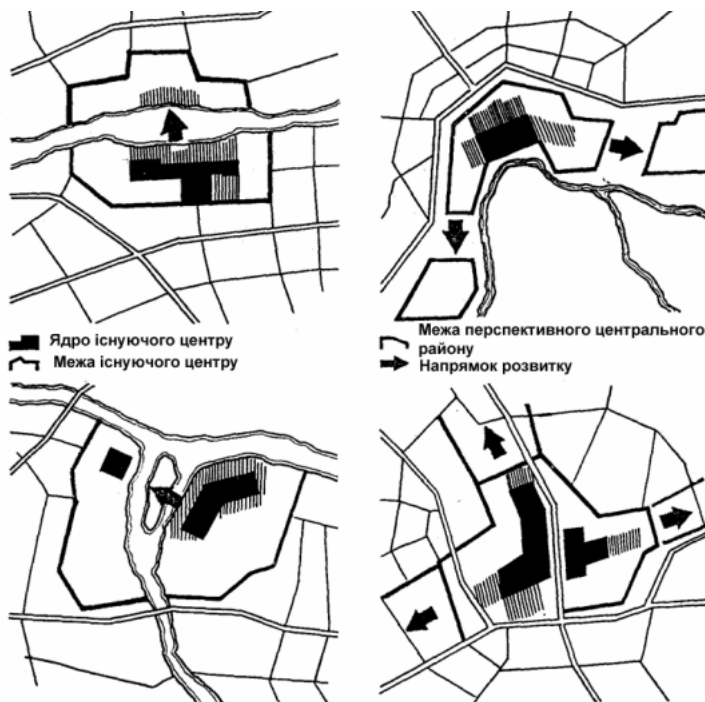 Ядро існуючого центру
Межа існуючого центру
Межа перспективного центрального
району
Напрямок розвитку